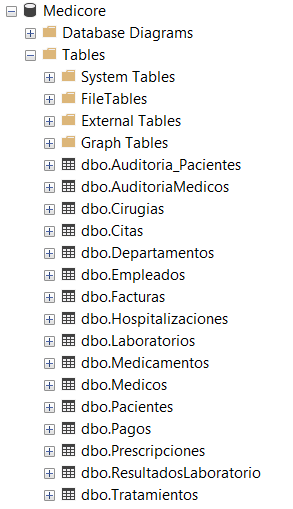 Medicore
Database Diagrams
Tables
System Tables
FileTables
External Tables
Graph Tables
dbo.Auditoria_Pacientes
dbo.AuditoriaMedicos
dbo.Cirugias
dbo.Citas
dbo.Departamentos
dbo.Empleados
dbo.Facturas
dbo.Hospitalizaciones
dbo.Laboratorios
dbo.Medicamentos
dbo.Medicos
dbo.Pacientes
dbo.Pagos
dbo.Prescripciones
dbo.ResultadosLaboratorio
dbo.Tratamientos